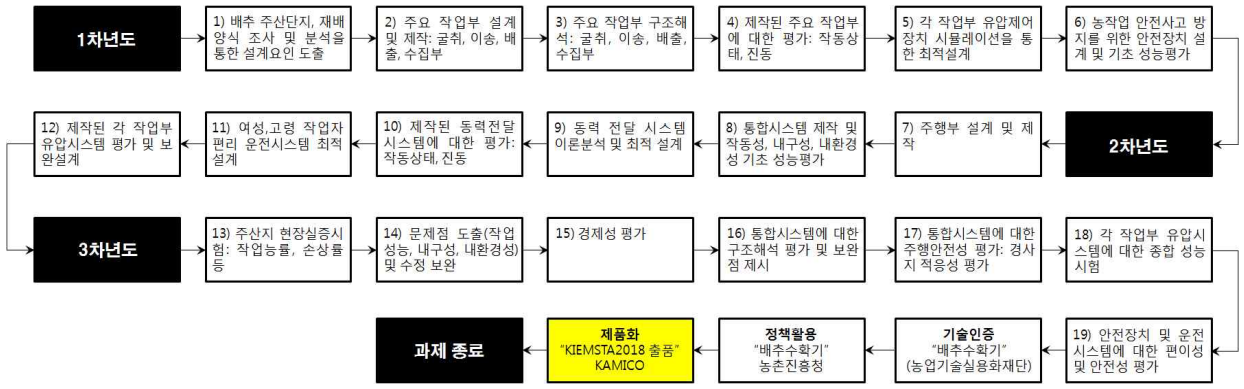 1차년도
1) 배추 주산단지, 재배
양식 조사 및 분석을
통한 설계요인 도출
2) 주요 작업부 설계
및 제작: 굴취, 이송, 배
출, 수집부
3) 주요 작업부 구조해
석: 굴취, 이송, 배출,
수집부
4) 제작된 주요 작업부
에 대한 평가: 작동상
태, 진동
5) 각 작업부 유압제어
장치 시뮬레이션을 통
한 최적설계
6) 농작업 안전사고 방
지를 위한 안전장치 설
계 및 기초 성능평가
2차년도
7) 주행부 설계 및 제
작
8) 통합시스템 제작 및
작동성, 내구성, 내환경
성 기초 성능평가
9) 동력 전달 시스템
이론분석 및 최적 설계
10) 제작된 동력전달
시스템에 대한 평가:
작동상태, 진동
11) 여성,고령 작업자
편리 운전시스템 최적
설계
12) 제작된 각 작업부
유압시스템 평가 및 보
완설계
3차년도
13) 주산지 현장실증시
험: 작업능률, 손상률
등
14) 문제점 도출(작업
성능, 내구성, 내환경성)
및 수정 보완
15) 경제성 평가
16) 통합시스템에 대한
구조해석 평가 및 보완
점 제시
17) 통합시스템에 대한
주행안전성 평가: 경사
지 적응성 평가
18) 각 작업부 유압시
스템에 대한 종합 성능
시험
19) 안전장치 및 운전
시스템에 대한 편이성
및 안전성 평가
기술인증
"배추수확기"
(농업기술실용화재단)
정책활용
"배추수확기"
농촌진흥청
제품화
"KIEMSTA2018 출품"
KAMICO
과제 종료